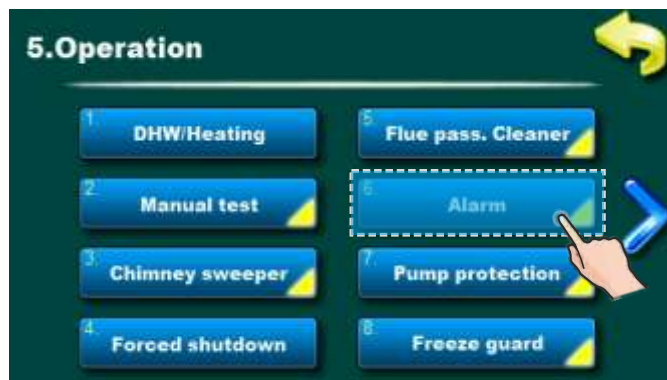 5.Operation
1. DHW/Heating
2. Manual test
3. Chimney sweeper
4. Forced shutdown
5. Flue pass. Cleaner
6. Alarm
7. Pump protection
8. Freeze guard